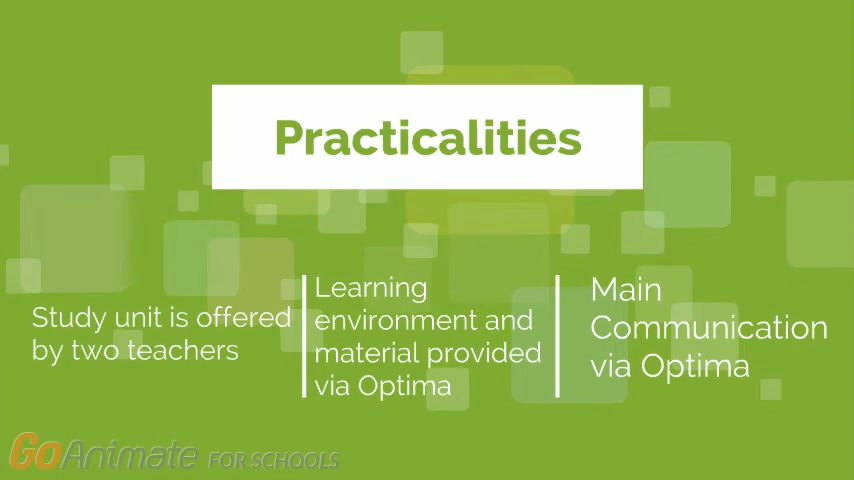 Practicalities
Study unit is offered
by two teachers
Learning
environment and
material provided
via Optima
Main
Communication
via Optima
GoAnimate FOR SCHOOLS